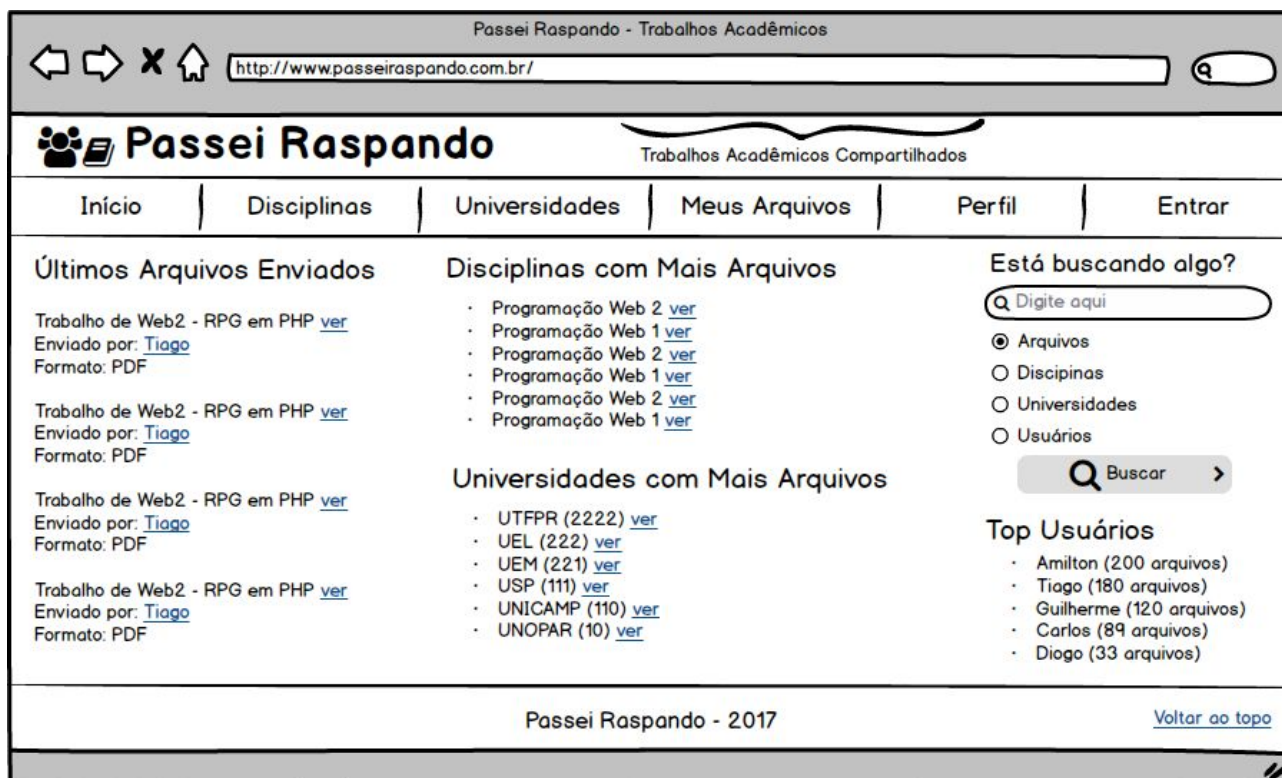 Passei Raspando - Trabalhos Acadêmicos
http://www.passeiraspando.com.br/
Passei Raspando
Trabalhos Acadêmicos Compartilhados
Início
Disciplinas
Universidades
Meus Arquivos
Perfil
Entrar
Últimos Arquivos Enviados
Trabalho de Web2 - RPG em PHP ver
Enviado por: Tiago
Formato: PDF
Trabalho de Web2 - RPG em PHP ver
Enviado por: Tiago
Formato: PDF
Trabalho de Web2 - RPG em PHP ver
Enviado por: Tiago
Formato: PDF
Trabalho de Web2 - RPG em PHP ver
Enviado por: Tiago
Formato: PDF
Disciplinas com Mais Arquivos
· Programação Web 2 ver
· Programação Web 1 ver
· Programação Web 2 ver
· Programação Web 1 ver
· Programação Web 2 ver
· Programação Web 1 ver
Universidades com Mais Arquivos
· UTFPR (2222) ver
· UEL (222) ver
· UEM (221) ver
· USP (111) ver
· UNICAMP (110) ver
· UNOPAR (10) ver
Está buscando algo?
Digite aqui
Arquivos
Discipinas
Universidades
Usuários
Buscar
Top Usuários
· Amilton (200 arquivos)
· Tiago (180 arquivos)
· Guilherme (120 arquivos)
· Carlos (89 arquivos)
· Diogo (33 arquivos)
Passei Raspando - 2017
Voltar ao topo